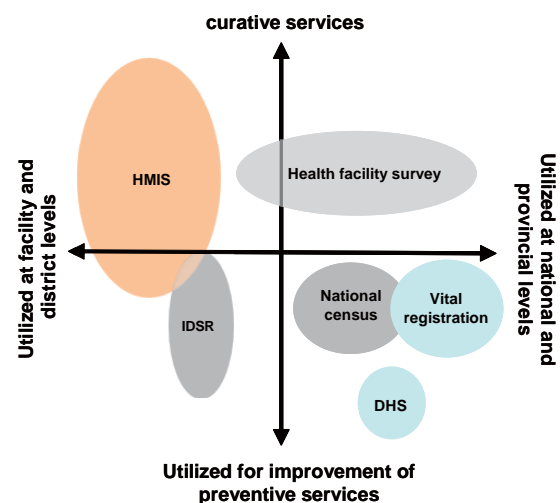 curative services
HMIS
Health facility survey
Utilized at facility and
district levels
Utilized at national and
provincial levels
National
census
Vital
registration
IDSR
DHS
Utilized for improvement of
preventive services